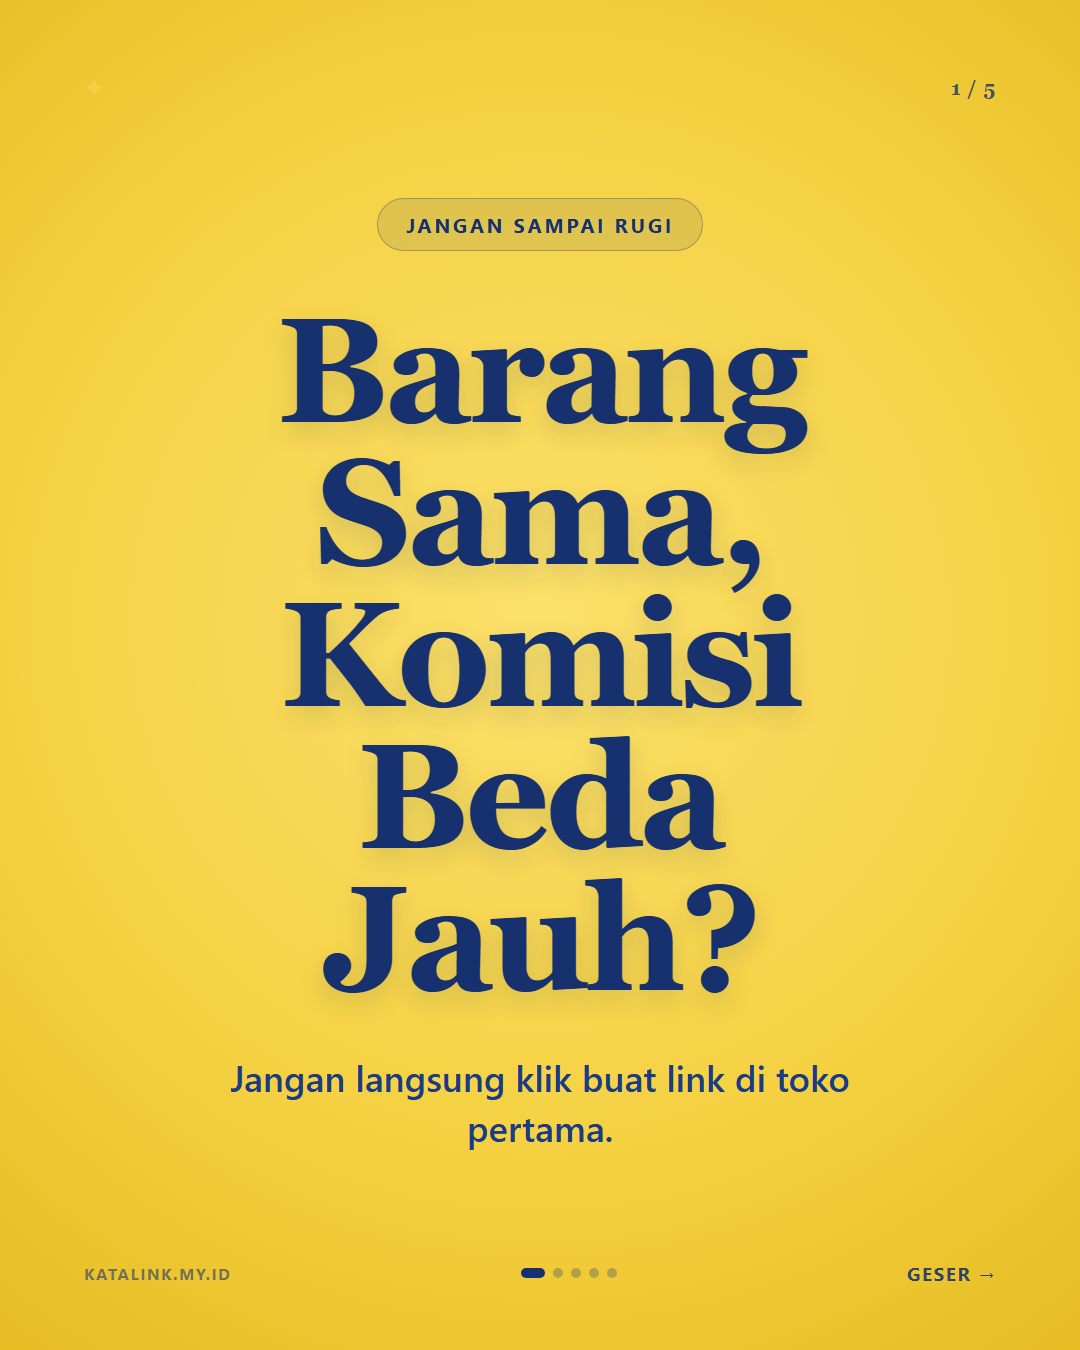 1 / 5
JANGAN SAMPAI RUGI
Barang
Sama,
Komisi
Beda
Jauh?
Jangan langsung klik buat link di toko
pertama.
KATALINK.MY.ID
GESER →